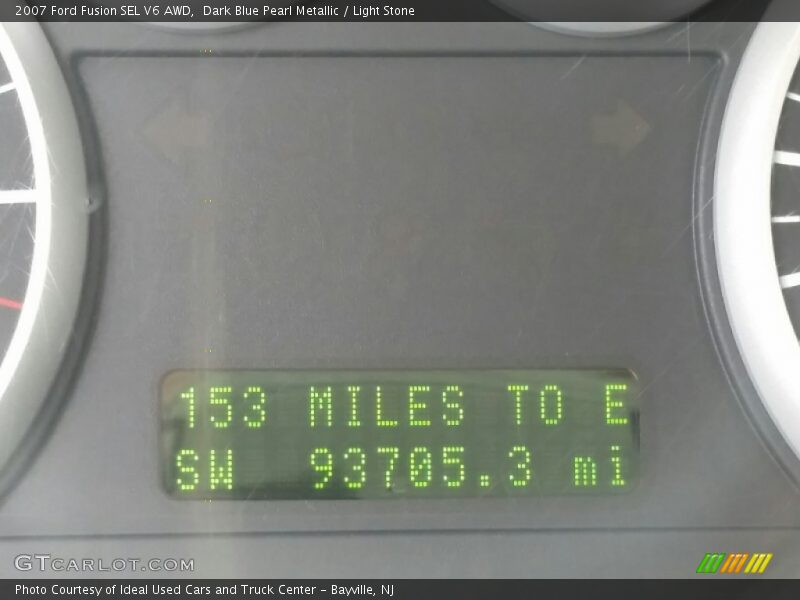 2007 Ford Fusion SEL V6 AWD,  Dark Blue Pearl Metallic / Light Stone
153 MILES TO E
SW 93705.3 mi
GTCARLOT.COM
Photo Courtesy of Ideal Used Cars and Truck Center - Bayville, NJ